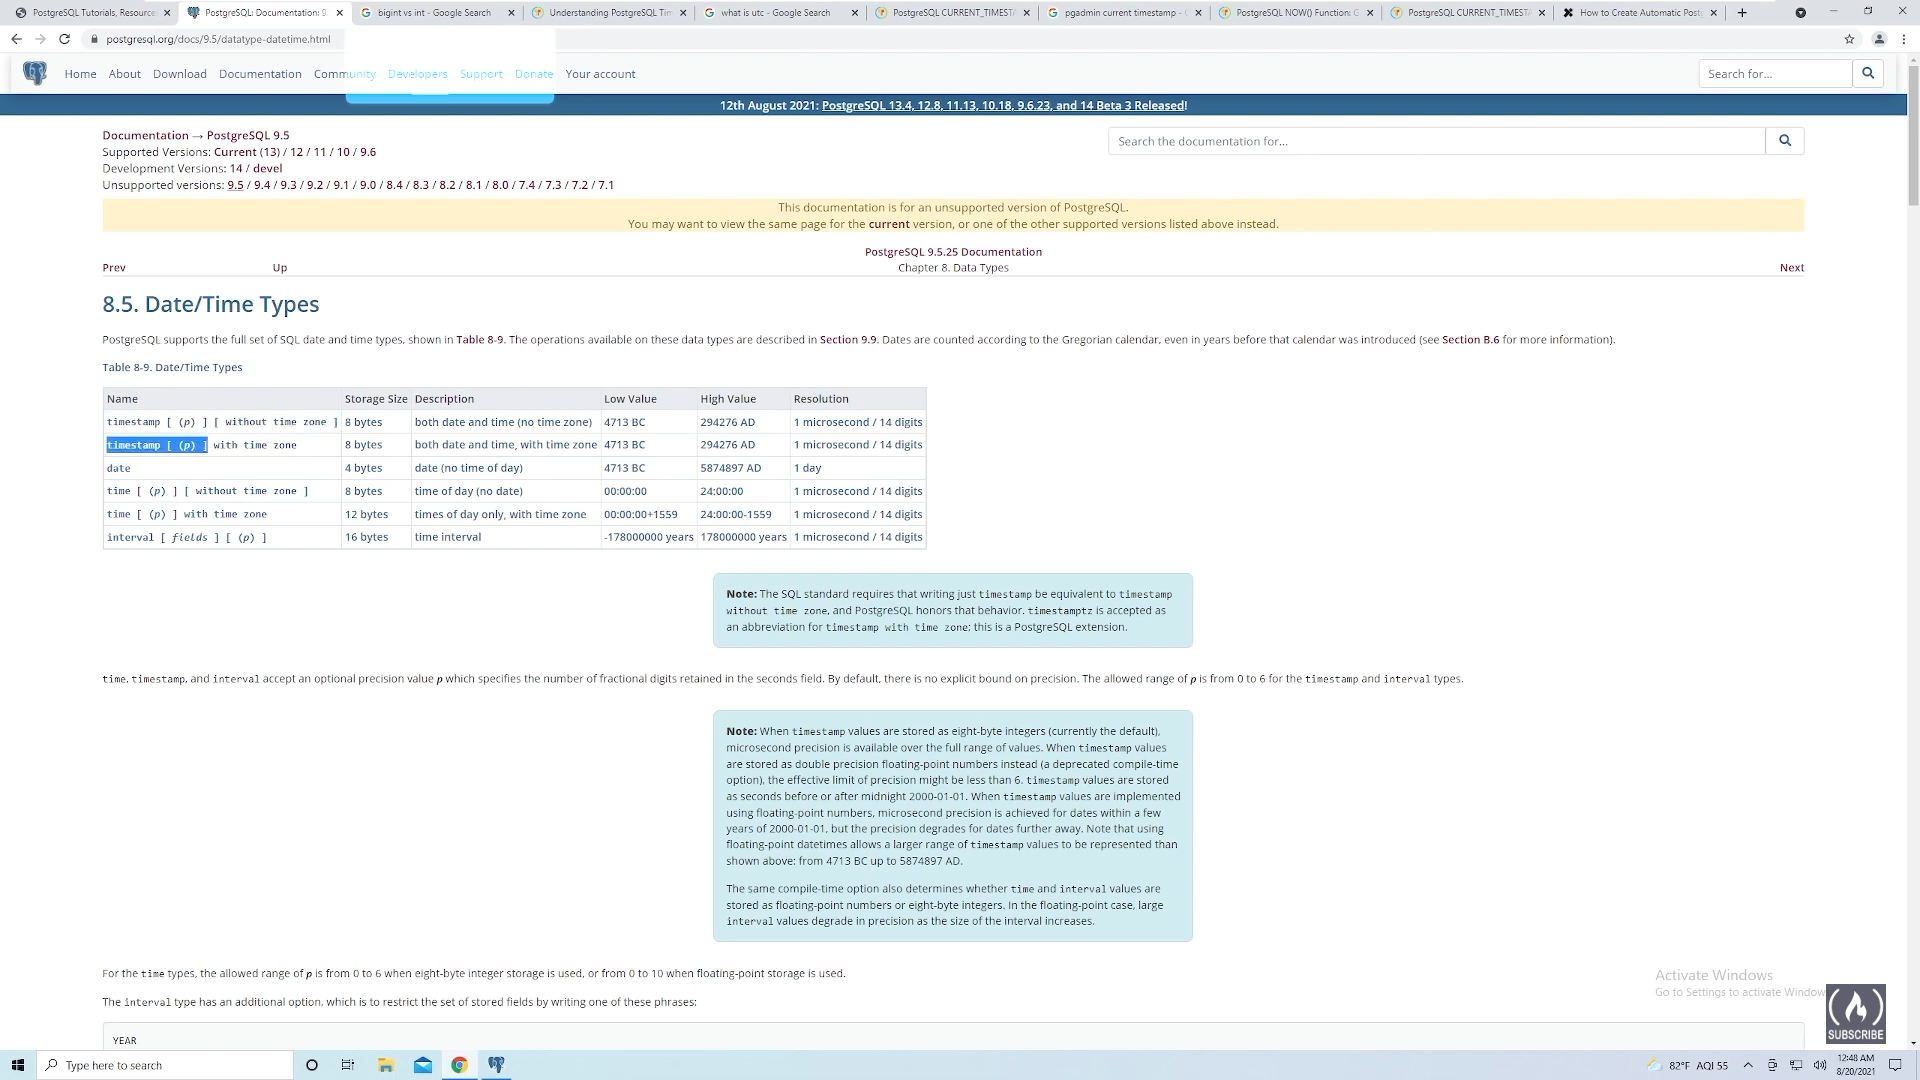 PostgreSQL Tutorials, Resource
PostgreSQL: Documentation: 9.
bigint vs int - Google Search
Understanding PostgreSQL Tim
what is utc - Google Search
PostgreSQL CURRENT_TIMESTA
pgadmin current timestamp -
PostgreSQL NOW() Function: G
PostgreSQL CURRENT_TIMESTA
How to Create Automatic Postg
postgresql.org/docs/9.5/datatype-datetime.html
Home About Download Documentation Community Developers Support Donate Your account
Search for...
12th August 2021: PostgreSQL 13.4, 12.8, 11.13, 10.18, 9.6.23, and 14 Beta 3 Released!
Documentation → PostgreSQL 9.5
Search the documentation for...
Supported Versions: Current (13) / 12 / 11 / 10 / 9.6
Development Versions: 14 / devel
Unsupported versions: 9.5 / 9.4 / 9.3 / 9.2 / 9.1 / 9.0 / 8.4 / 8.3 / 8.2 / 8.1 / 8.0 / 7.4 / 7.3 / 7.2 / 7.1
This documentation is for an unsupported version of PostgreSQL.
You may want to view the same page for the current version, or one of the other supported versions listed above instead.
PostgreSQL 9.5.25 Documentation
Prev Up Chapter 8. Data Types Next
8.5. Date/Time Types
PostgreSQL supports the full set of SQL date and time types, shown in Table 8-9. The operations available on these data types are described in Section 9.9. Dates are counted according to the Gregorian calendar, even in years before that calendar was introduced (see Section B.6 for more information).
Table 8-9. Date/Time Types
Name Storage Size Description Low Value High Value Resolution
timestamp [ (p) ] [ without time zone ] 8 bytes both date and time (no time zone) 4713 BC 294276 AD 1 microsecond / 14 digits
timestamp [ (p) ] with time zone 8 bytes both date and time, with time zone 4713 BC 294276 AD 1 microsecond / 14 digits
date 4 bytes date (no time of day) 4713 BC 5874897 AD 1 day
time [ (p) ] [ without time zone ] 8 bytes time of day (no date) 00:00:00 24:00:00 1 microsecond / 14 digits
time [ (p) ] with time zone 12 bytes times of day only, with time zone 00:00:00+1559 24:00:00-1559 1 microsecond / 14 digits
interval [ fields ] [ (p) ] 16 bytes time interval -178000000 years 178000000 years 1 microsecond / 14 digits
Note: The SQL standard requires that writing just timestamp be equivalent to timestamp
without time zone, and PostgreSQL honors that behavior. timestamptz is accepted as
an abbreviation for timestamp with time zone; this is a PostgreSQL extension.
time, timestamp, and interval accept an optional precision value p which specifies the number of fractional digits retained in the seconds field. By default, there is no explicit bound on precision. The allowed range of p is from 0 to 6 for the timestamp and interval types.
Note: When timestamp values are stored as eight-byte integers (currently the default),
microsecond precision is available over the full range of values. When timestamp values
are stored as double precision floating-point numbers instead (a deprecated compile-time
option), the effective limit of precision might be less than 6. timestamp values are stored
as seconds before or after midnight 2000-01-01. When timestamp values are implemented
using floating-point numbers, microsecond precision is achieved for dates within a few
years of 2000-01-01, but the precision degrades for dates further away. Note that using
floating-point datetimes allows a larger range of timestamp values to be represented than
shown above: from 4713 BC up to 5874897 AD.
The same compile-time option also determines whether time and interval values are
stored as floating-point numbers or eight-byte integers. In the floating-point case, large
interval values degrade in precision as the size of the interval increases.
For the time types, the allowed range of p is from 0 to 6 when eight-byte integer storage is used, or from 0 to 10 when floating-point storage is used.
The interval type has an additional option, which is to restrict the set of stored fields by writing one of these phrases:
YEAR
Activate Windows
Go to Settings to activate Window
SUBSCRIBE
Type here to search
82°F AQI 55
12:48 AM
8/20/2021